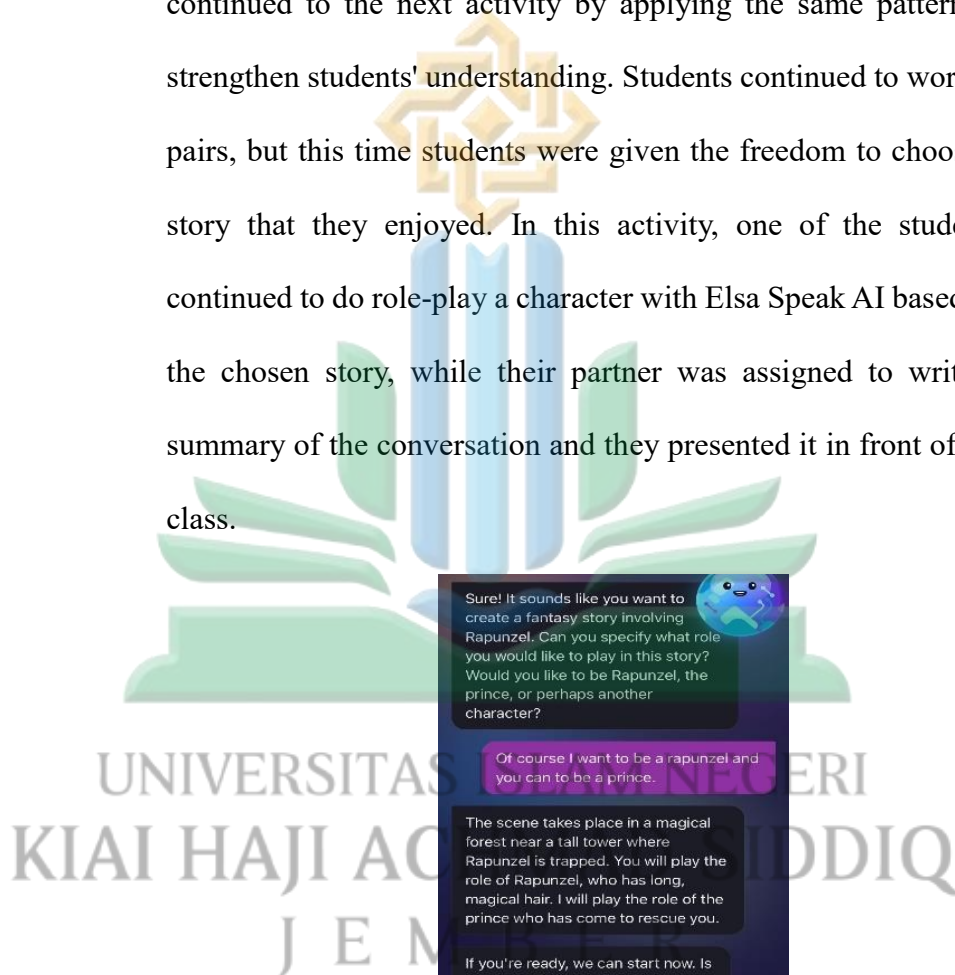 continued to the next activity by applying the same pattern
strengthen students' understanding. Students continued to wor
pairs, but this time students were given the freedom to choo
story that they enjoyed. In this activity, one of the stud
continued to do role-play a character with Elsa Speak AI based
the chosen story, while their partner was assigned to writ
summary of the conversation and they presented it in front of
class.
Sure! It sounds like you want to
create a fantasy story involving
Rapunzel. Can you specify what role
you would like to play in this story?
Would you like to be Rapunzel, the
prince, or perhaps another
character?
Of course I want to be a rapunzel and
you can to be a prince.
The scene takes place in a magical
forest near a tall tower where
Rapunzel is trapped. You will play the
role of Rapunzel, who has long,
magical hair. I will play the role of the
prince who has come to rescue you.
If you're ready, we can start now. Is
UNIVERSITAS ISLAM NEGERI
KIAI HAJI AC SIDDIQ
JEMBER